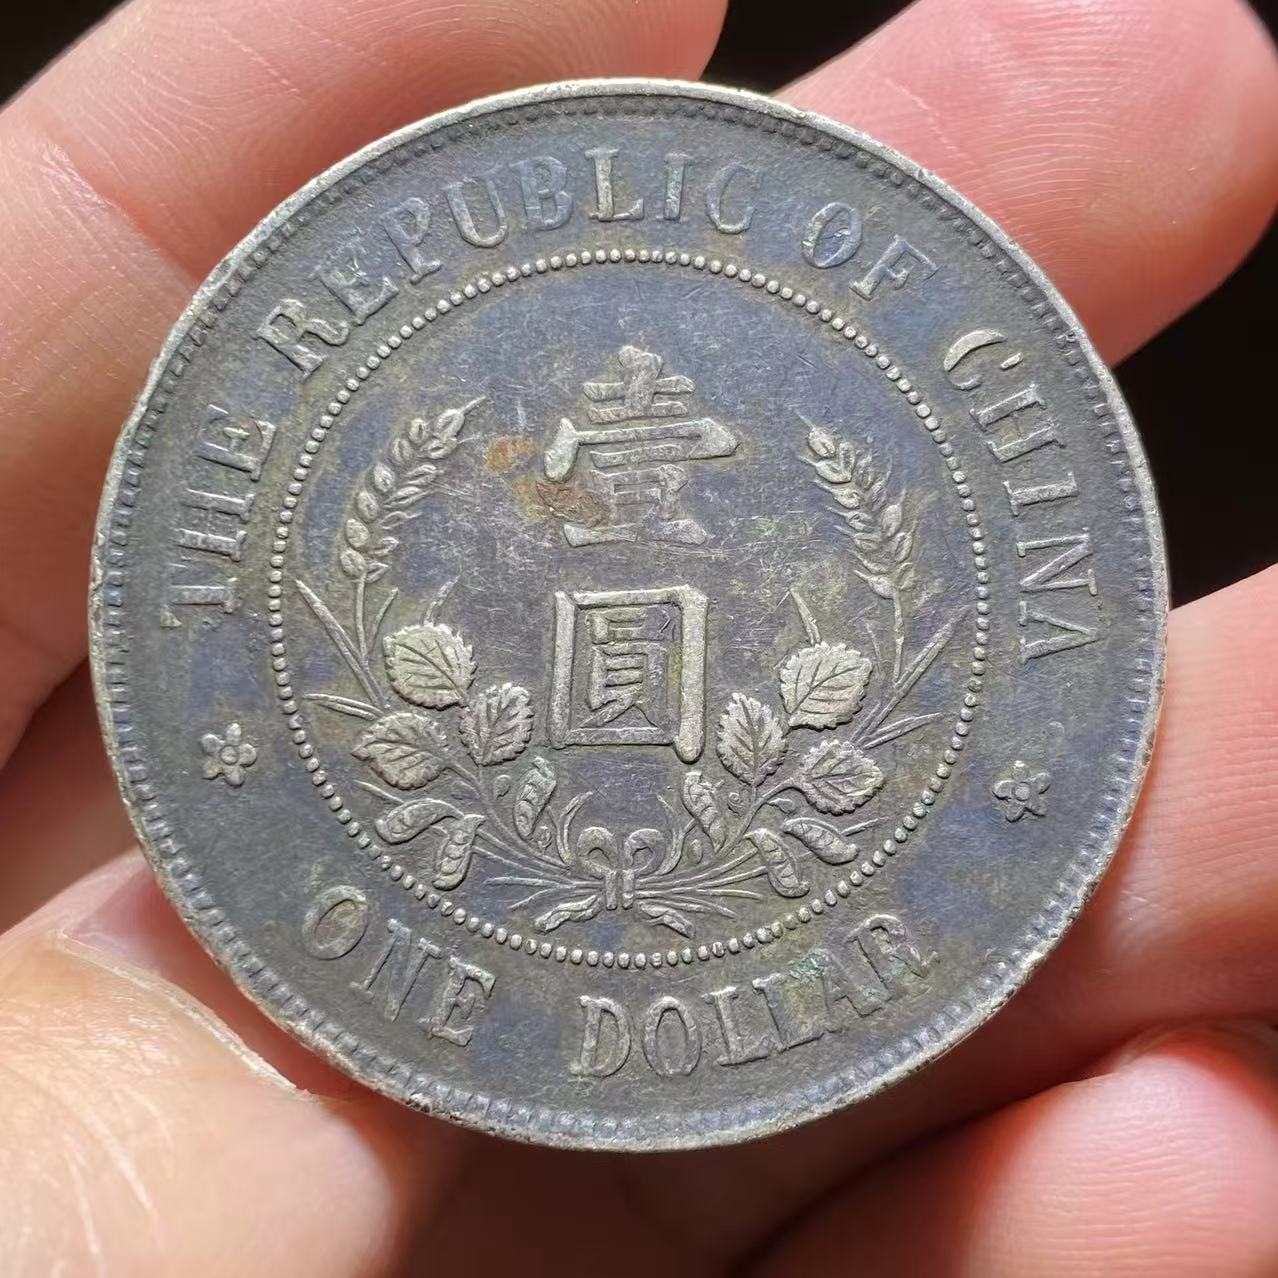 THE REPUBLIC OF CHINA
壹
圓
ONE DOLLAR